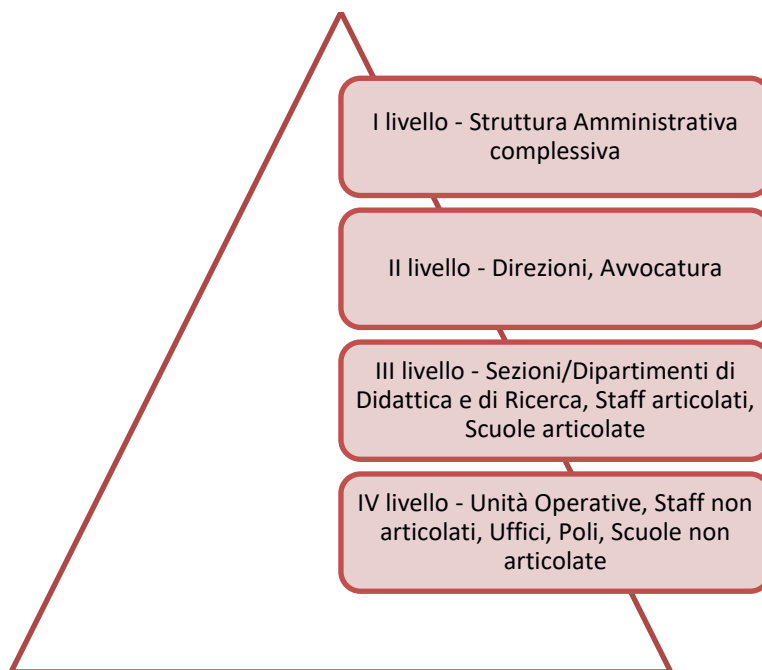 I livello - Struttura Amministrativa
complessiva
II livello - Direzioni, Avvocatura
III livello - Sezioni/Dipartimenti di
Didattica e di Ricerca, Staff articolati,
Scuole articolate
IV livello - Unità Operative, Staff non
articolati, Uffici, Poli, Scuole non
articolate